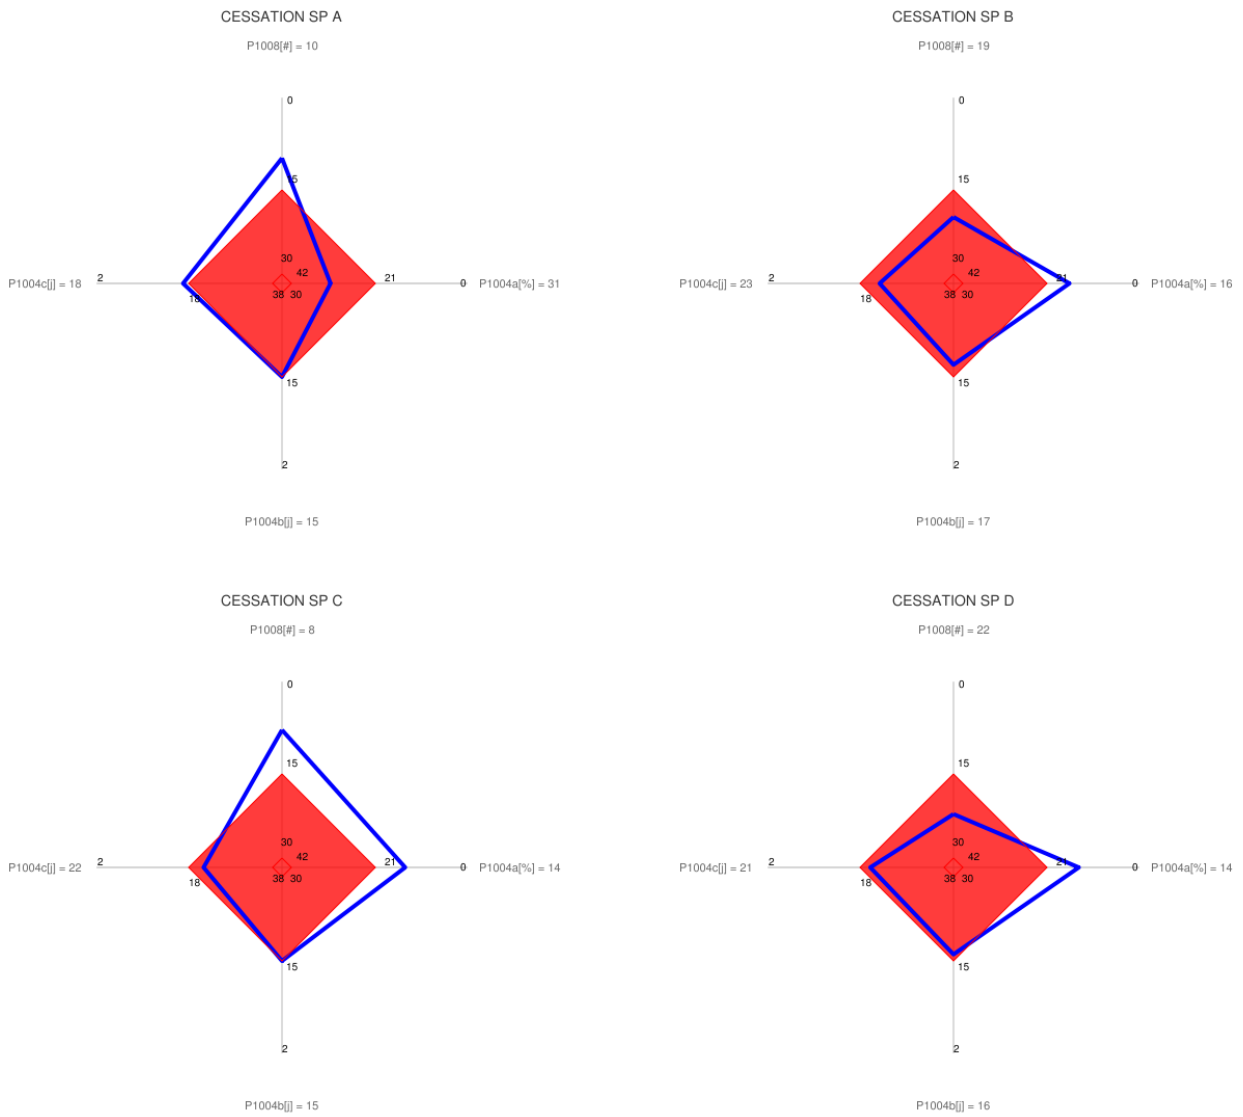 CESSATION SP A
P1008[#] = 10
0
15
30
42
2
21
0
P1004c[j] = 18
P1004a[%] = 31
18
38
30
15
2
P1004b[j] = 15
CESSATION SP B
P1008[#] = 19
0
15
30
42
2
21
0
P1004c[j] = 23
P1004a[%] = 16
18
38
30
15
2
P1004b[j] = 17
CESSATION SP C
P1008[#] = 8
0
15
30
42
2
21
0
P1004c[j] = 22
P1004a[%] = 14
18
38
30
15
2
P1004b[j] = 15
CESSATION SP D
P1008[#] = 22
0
15
30
42
2
21
0
P1004c[j] = 21
P1004a[%] = 14
18
38
30
15
2
P1004b[j] = 16